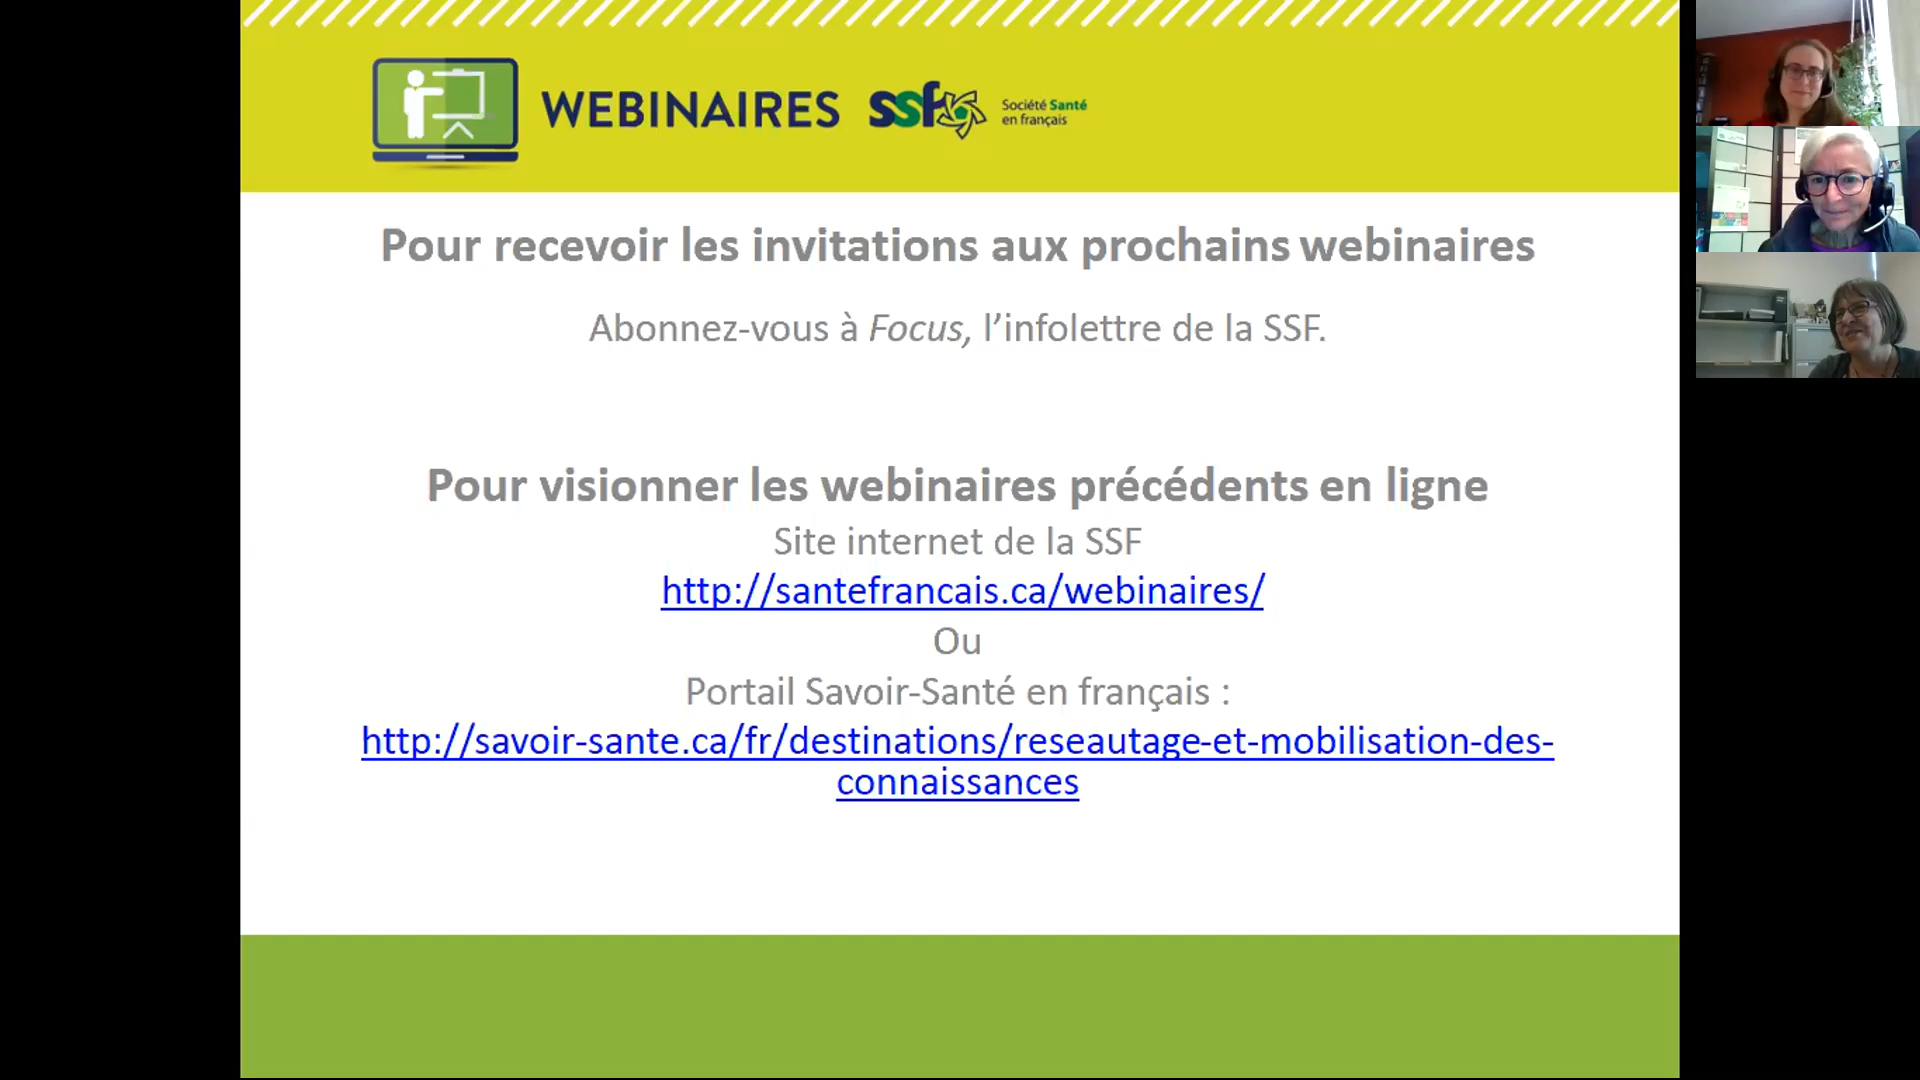 WEBINAIRES
ssf
Société Santé
en français
Pour recevoir les invitations aux prochains webinaires
Abonnez-vous à Focus, l’infolettre de la SSF.
Pour visionner les webinaires précédents en ligne
Site internet de la SSF
http://santefrancais.ca/webinaires/
Ou
Portail Savoir-Santé en français :
http://savoir-sante.ca/fr/destinations/reseautage-et-mobilisation-des-
connaissances